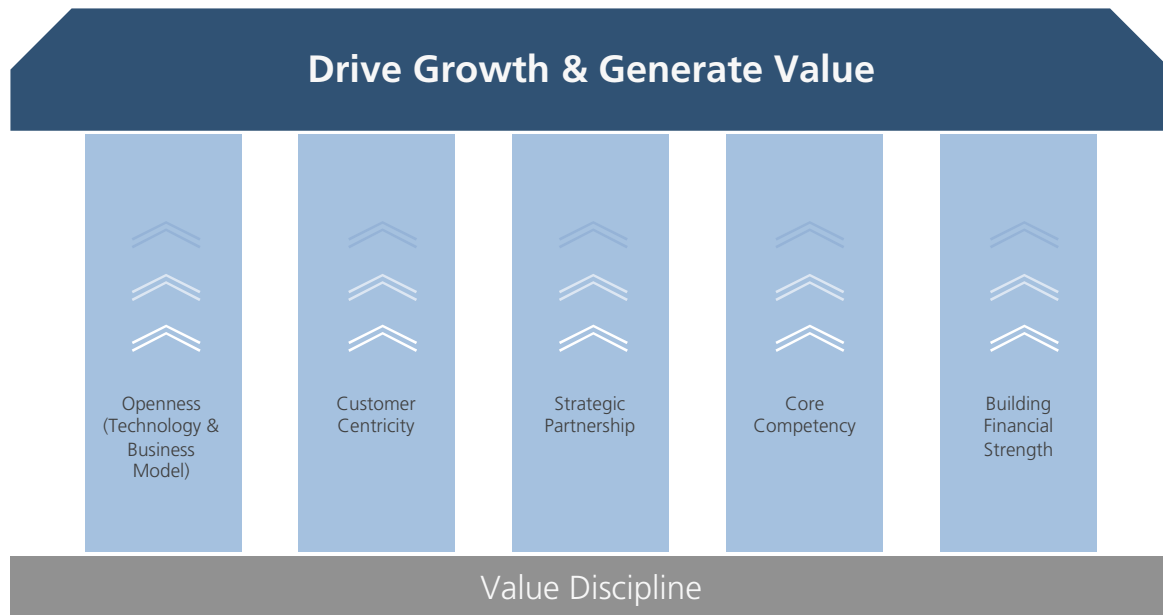 Drive Growth & Generate Value
Openness
(Technology &
Business
Model)
Customer
Centricity
Strategic
Partnership
Core
Competency
Building
Financial
Strength
Value Discipline